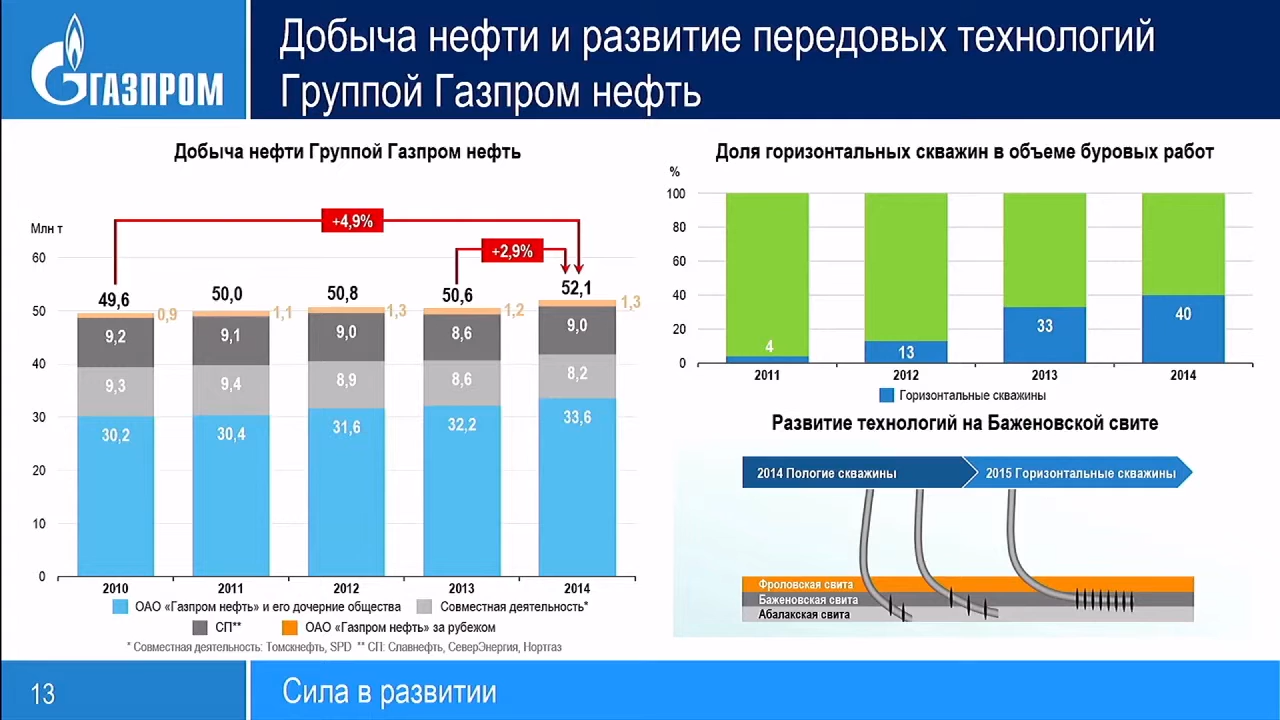 ГАЗПРОМ
Добыча нефти и развитие передовых технологий
Группой Газпром нефть
Добыча нефти Группой Газпром нефть
Млн т
+4,9%
+2,9%
60
50
40
30
20
10
0
49,6
50,0
50,8
50,6
52,1
0,9
1,1
1,3
1,2
1,3
9,2
9,1
9,0
8,6
9,0
9,3
9,4
8,9
8,6
8,2
30,2
30,4
31,6
32,2
33,6
2010
2011
2012
2013
2014
ОАО «Газпром нефть» и его дочерние общества
Совместная деятельность*
СП**
ОАО «Газпром нефть» за рубежом
* Совместная деятельность: Томскнефть, SPD ** СП: Славнефть, СеверЭнергия, Нортгаз
Доля горизонтальных скважин в объеме буровых работ
%
100
80
60
40
20
0
4
13
33
40
2011
2012
2013
2014
Горизонтальные скважины
Развитие технологий на Баженовской свите
2014 Пологие скважины
2015 Горизонтальные скважины
Фроловская свита
Баженовская свита
Абалакская свита
13
Сила в развитии